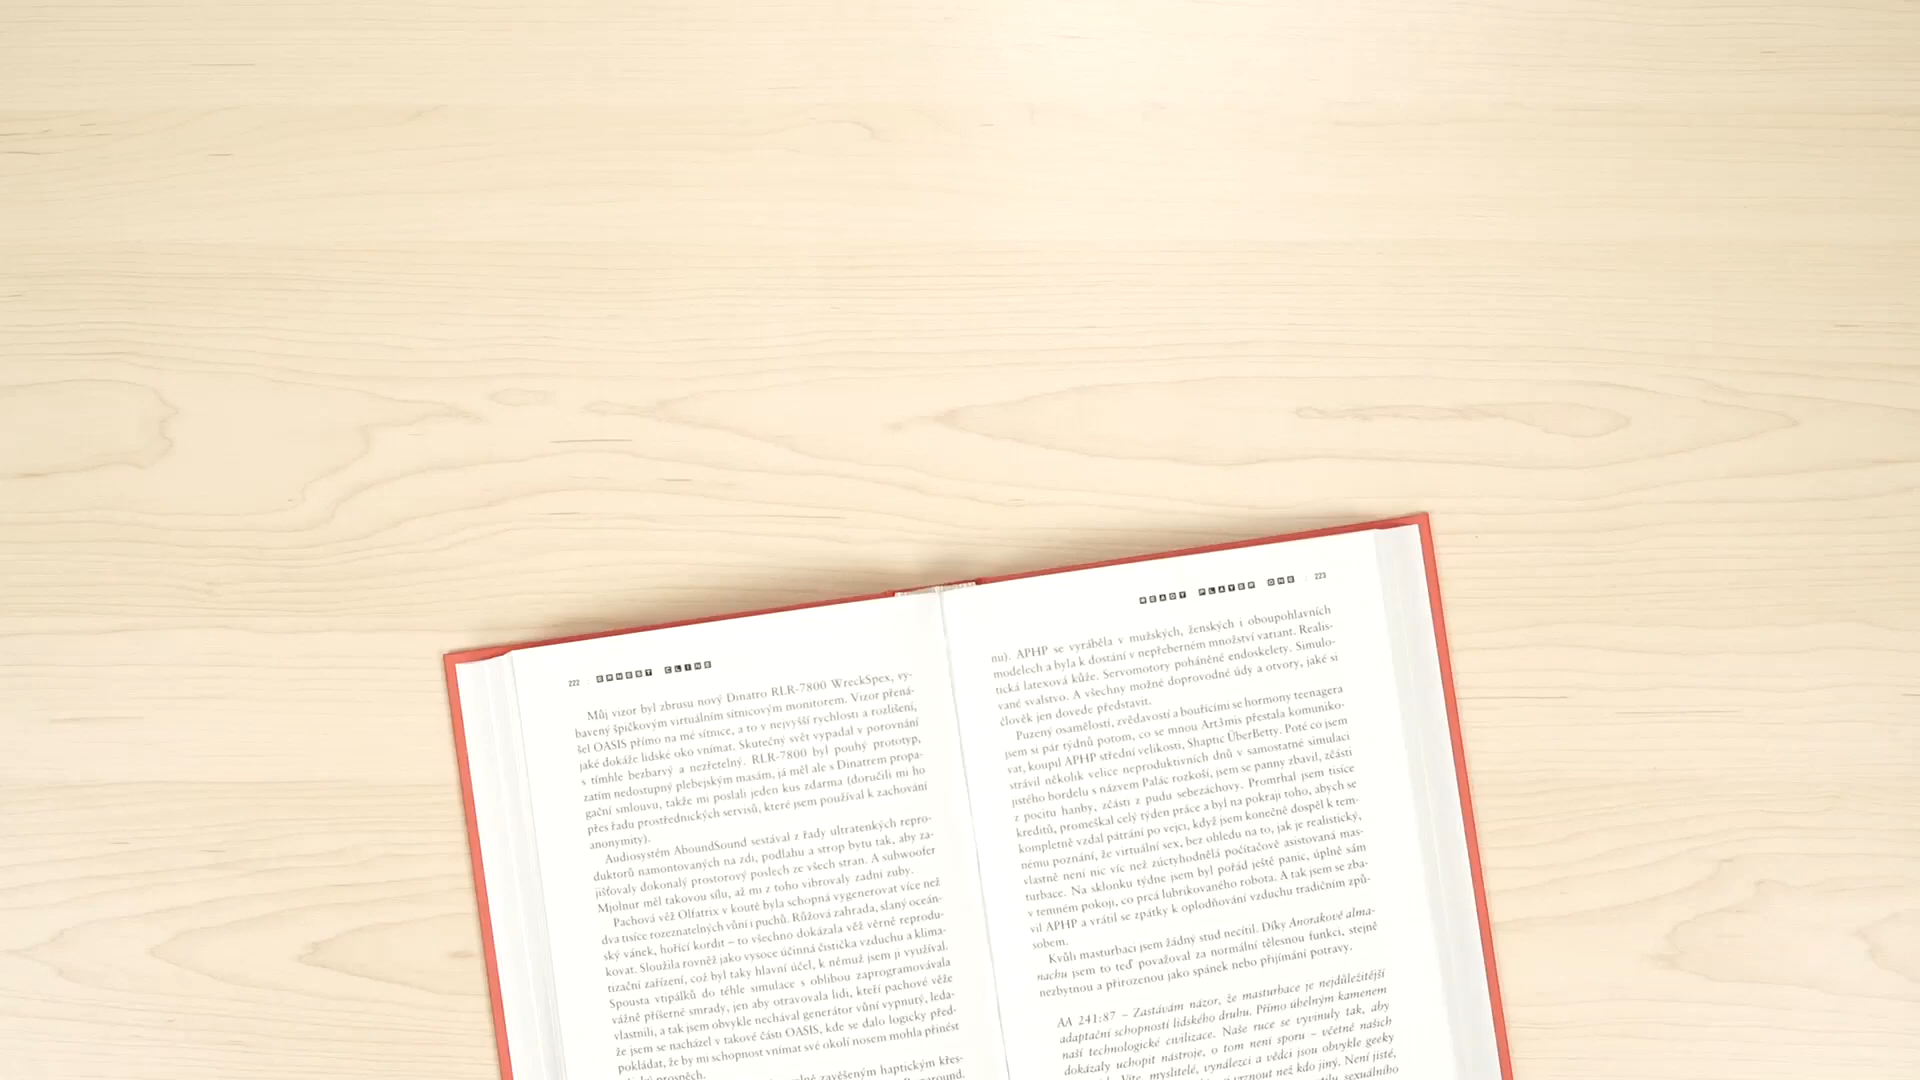 222 ERNEST CLINE
Můj vizor byl zbrusu nový Dinatro RLR-7800 WreckSpex, vy-
bavený špičkovým virtuálním sítnicovým monitorem. Vizor přená-
šel OASIS přímo na mé sítnice, a to v nejvyšší rychlosti a rozlišení,
jaké dokáže lidské oko vnímat. Skutečný svět vypadal v porovnání
s tímhle bezbarvý a nezřetelný. RLR-7800 byl pouhý prototyp,
zatím nedostupný plebejským masám, já měl ale s Dinatrem propa-
gační smlouvu, takže mi poslali jeden kus zdarma (doručili mi ho
přes řadu prostřednických servisů, které jsem používal k zachování
anonymity).
Audiosystém AboundSound sestával z řady ultratenkých repro-
duktorů namontovaných na zdi, podlahu a strop bytu tak, aby za-
jišťovaly dokonalý prostorový poslech ze všech stran. A subwoofer
Mjolnur měl takovou sílu, až mi z toho vibrovaly zadní zuby.
Pachová věž Olfatrix v koutě byla schopná vygenerovat více než
dva tisíce rozeznatelných vůní i puchů. Růžová zahrada, slaný oceán-
ský vánek, hořící kordit – to všechno dokázala věž věrně reprodu-
kovat. Sloužila rovněž jako vysoce účinná čistička vzduchu a klima-
tizační zařízení, což byl taky hlavní účel, k němuž jsem ji využíval.
Spousta vtipálků do téhle simulace s oblibou zaprogramovávala
vážně příšerné smrady, jen aby otravovala lidi, kteří pachové věže
vlastnili, a tak jsem obvykle nechával generátor vůní vypnutý, leda-
že jsem se nacházel v takové části OASIS, kde se dalo logicky před-
pokládat, že by mi schopnost vnímat své okolí nosem mohla přinést
prospěch.
zavěšeným haptickým křes-
READY PLAYER ONE 223
nu). APHP se vyráběla v mužských, ženských i oboupohlavních
modelech a byla k dostání v nepřeberném množství variant. Realis-
tická latexová kůže. Servomotory poháněné endoskelety. Simulo-
vané svalstvo. A všechny možné doprovodné údy a otvory, jaké si
člověk jen dovede představit.
Puzený osamělostí, zvědavostí a bouřícími se hormony teenagera
jsem si pár týdnů potom, co se mnou Art3mis přestala komuniko-
vat, koupil APHP střední velikosti, Shaptic ÜberBetty. Poté co jsem
strávil několik velice neproduktivních dnů v samostatné simulaci
jistého bordelu s názvem Palác rozkoší, jsem se panny zbavil, zčásti
z pocitu hanby, zčásti z pudu sebezáchovy. Promrhal jsem tisíce
kreditů, promeškal celý týden práce a byl na pokraji toho, abych se
kompletně vzdal pátrání po vejci, když jsem konečně dospěl k tem-
nému poznání, že virtuální sex, bez ohledu na to, jak je realistický,
vlastně není nic víc než zúctyhodnělá počítačově asistovaná mas-
turbace. Na sklonku týdne jsem byl pořád ještě panic, úplně sám
v temném pokoji, co prcá lubrikovaného robota. A tak jsem se zba-
vil APHP a vrátil se zpátky k oplodňování vzduchu tradičním způ-
sobem.
Kvůli masturbaci jsem žádný stud necítil. Díky Anorakově alma-
nachu jsem to teď považoval za normální tělesnou funkci, stejně
nezbytnou a přirozenou jako spánek nebo přijímání potravy.
AA 241:87 – Zastávám názor, že masturbace je nejdůležitější
adaptační schopností lidského druhu. Přímo úhelným kamenem
naší technologické civilizace. Naše ruce se vyvinuly tak, aby
dokázaly uchopit nástroje, o tom není sporu – včetně našich
Víte, myslitelé, vynálezci a vědci jsou obvykle geeky
než kdo jiný. Není jisté,
sexuálního